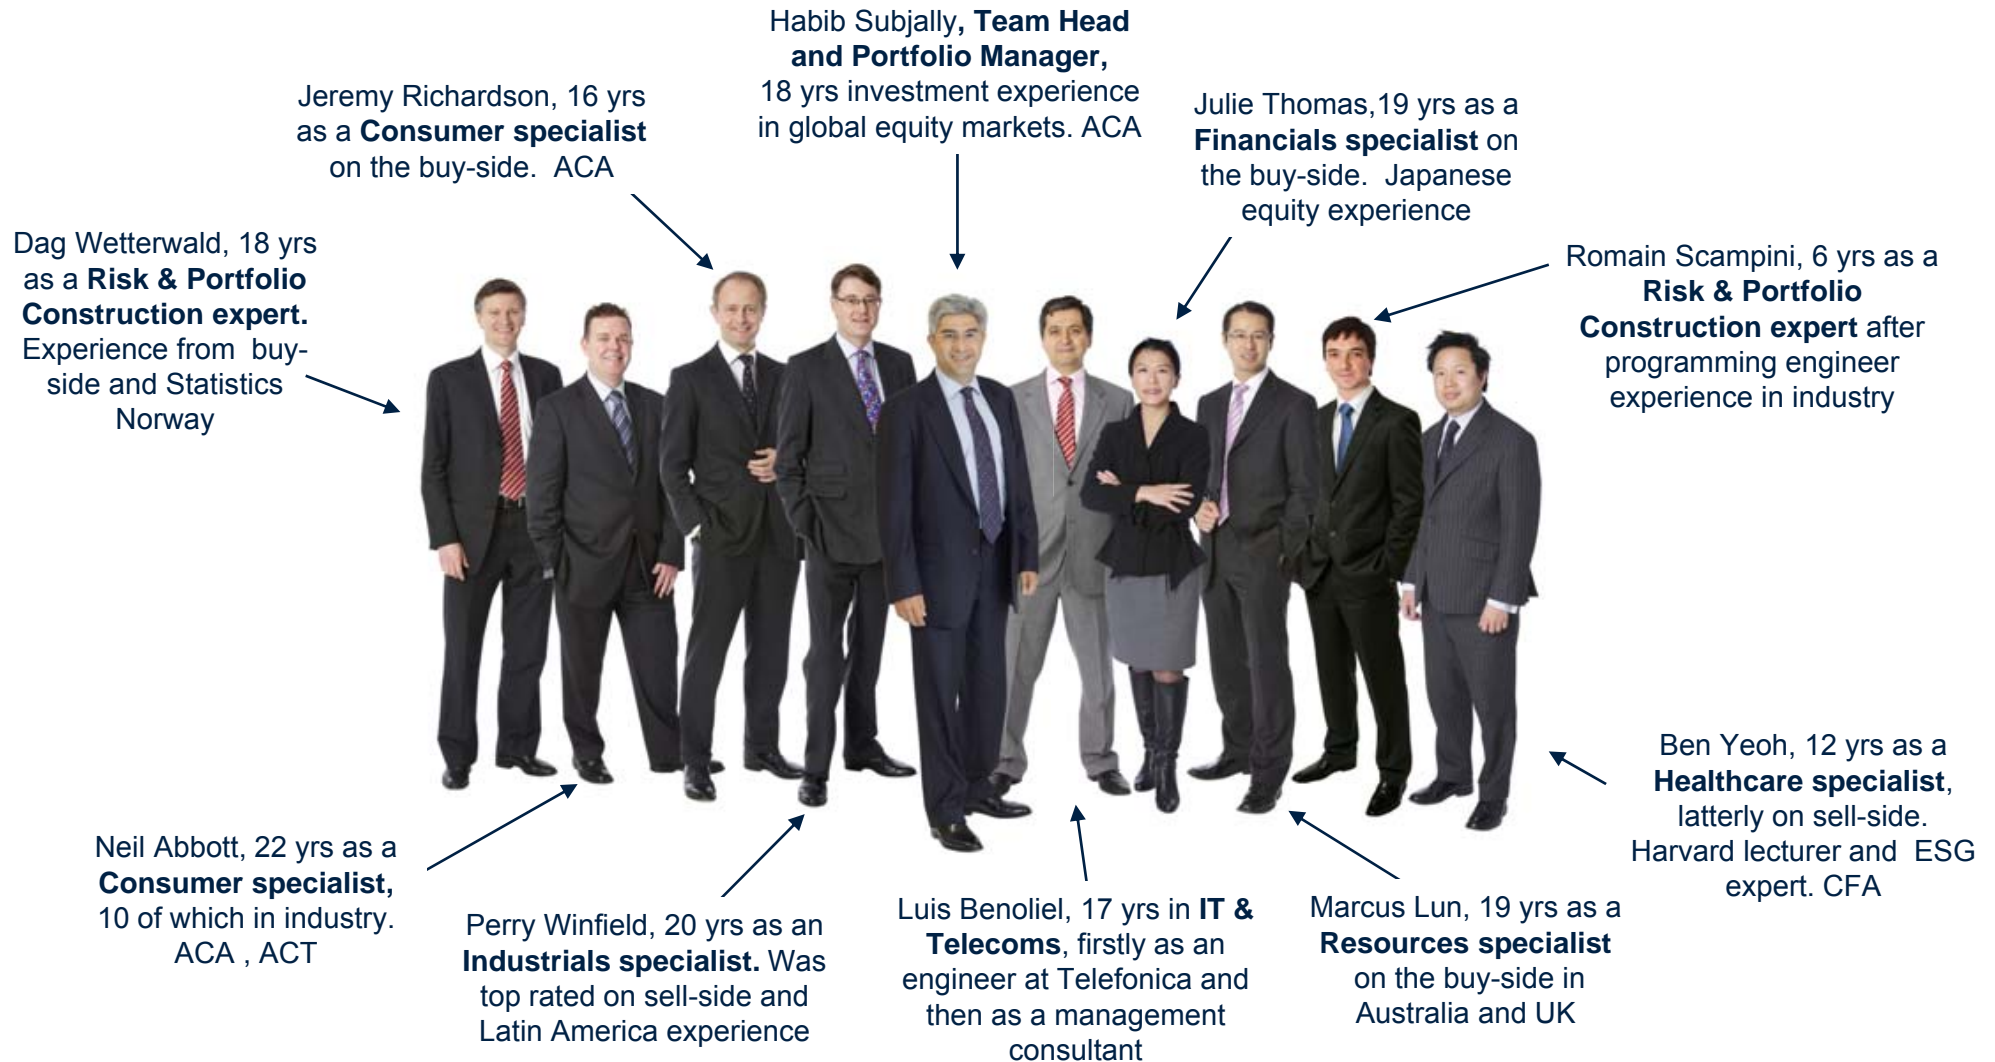 Habib Subjally, Team Head
and Portfolio Manager,
18 yrs investment experience
in global equity markets. ACA
Jeremy Richardson, 16 yrs
as a Consumer specialist
on the buy-side.  ACA
Julie Thomas,19 yrs as a
Financials specialist on
the buy-side.  Japanese
equity experience
Dag Wetterwald, 18 yrs
as a Risk & Portfolio
Construction expert.
Experience from  buy-
side and Statistics
Norway
Romain Scampini, 6 yrs as a
Risk & Portfolio
Construction expert after
programming engineer
experience in industry
Neil Abbott, 22 yrs as a
Consumer specialist,
10 of which in industry.
ACA , ACT
Perry Winfield, 20 yrs as an
Industrials specialist. Was
top rated on sell-side and
Latin America experience
Luis Benoliel, 17 yrs in IT &
Telecoms, firstly as an
engineer at Telefonica and
then as a management
consultant
Marcus Lun, 19 yrs as a
Resources specialist
on the buy-side in
Australia and UK
Ben Yeoh, 12 yrs as a
Healthcare specialist,
latterly on sell-side.
Harvard lecturer and  ESG
expert. CFA